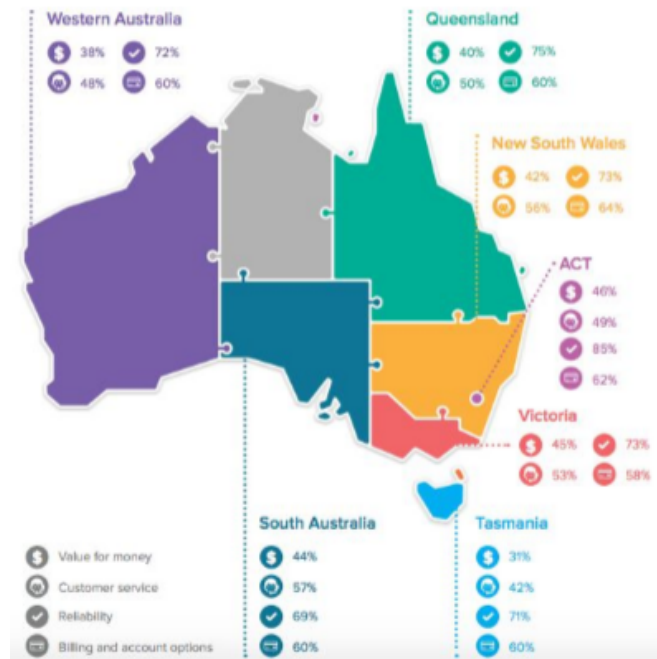 Western Australia
38% 72%
48% 60%
Queensland
40% 75%
50% 60%
New South Wales
42% 73%
56% 64%
ACT
46%
49%
85%
62%
Victoria
45% 73%
53% 58%
South Australia
44%
57%
69%
60%
Tasmania
31%
42%
71%
60%
$ Value for money
Customer service
Reliability
Billing and account options